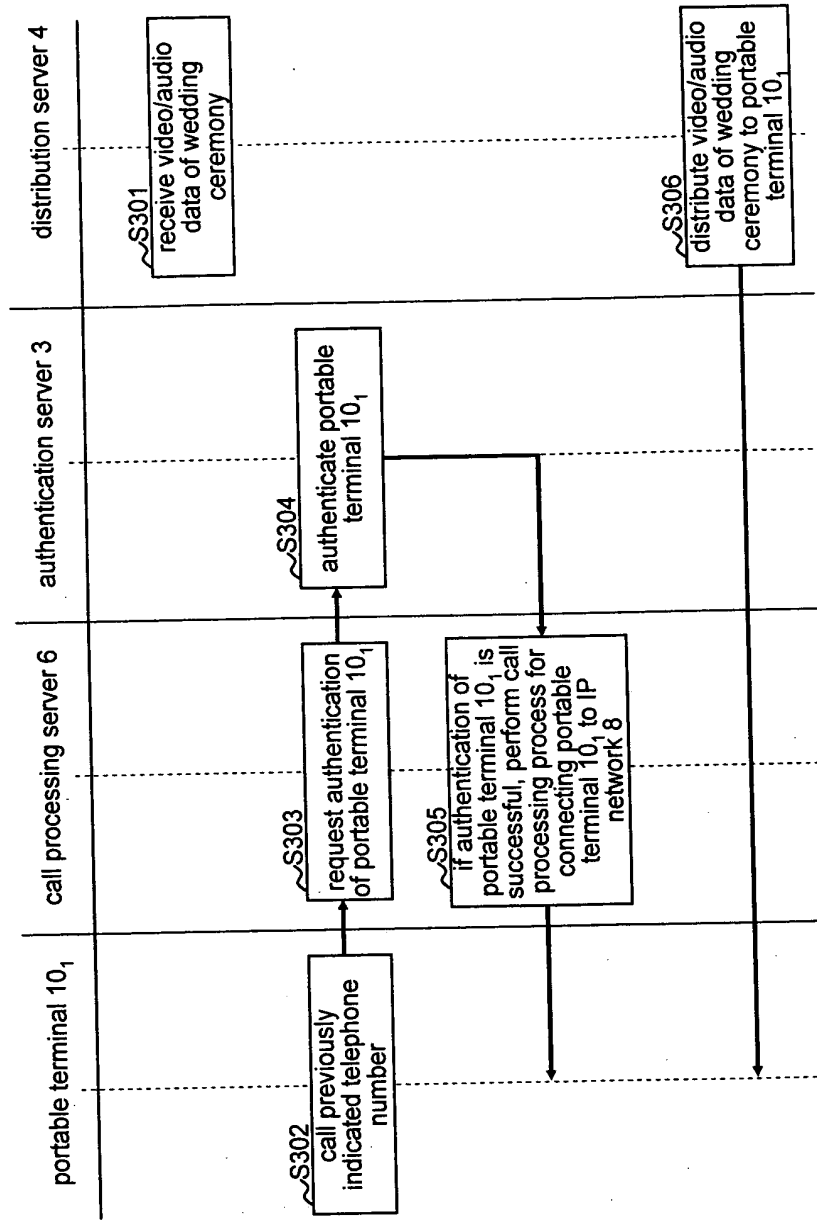 portable terminal 10₁
call processing server 6
authentication server 3
distribution server 4
S301
receive video/audio
data of wedding
ceremony
S302
call previously
indicated telephone
number
S303
request authentication
of portable terminal 10₁
S304
authenticate portable
terminal 10₁
S305
if authentication of
portable terminal 10₁ is
successful, perform call
processing process for
connecting portable
terminal 10₁ to IP
network 8
S306
distribute video/audio
data of wedding
ceremony to portable
terminal 10₁